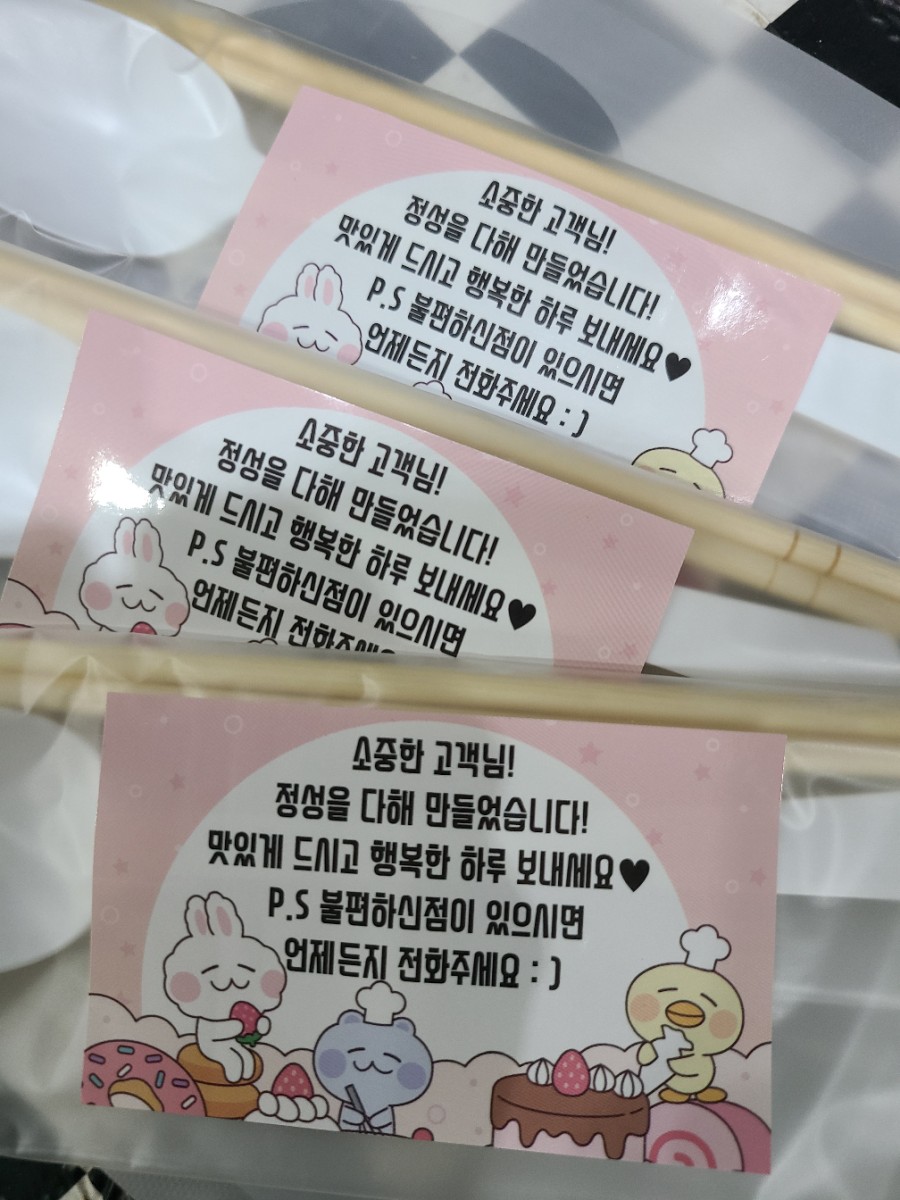 소중한 고객님!
정성을 다해 만들었습니다!
맛있게 드시고 행복한 하루 보내세요♥
P.S 불편하신점이 있으시면
언제든지 전화주세요 : )
소중한 고객님!
정성을 다해 만들었습니다!
맛있게 드시고 행복한 하루 보내세요♥
P.S 불편하신점이 있으시면
언제든지 전화주세요
소중한 고객님!
정성을 다해 만들었습니다!
맛있게 드시고 행복한 하루 보내세요♥
P.S 불편하신점이 있으시면
언제든지 전화주세요 : )